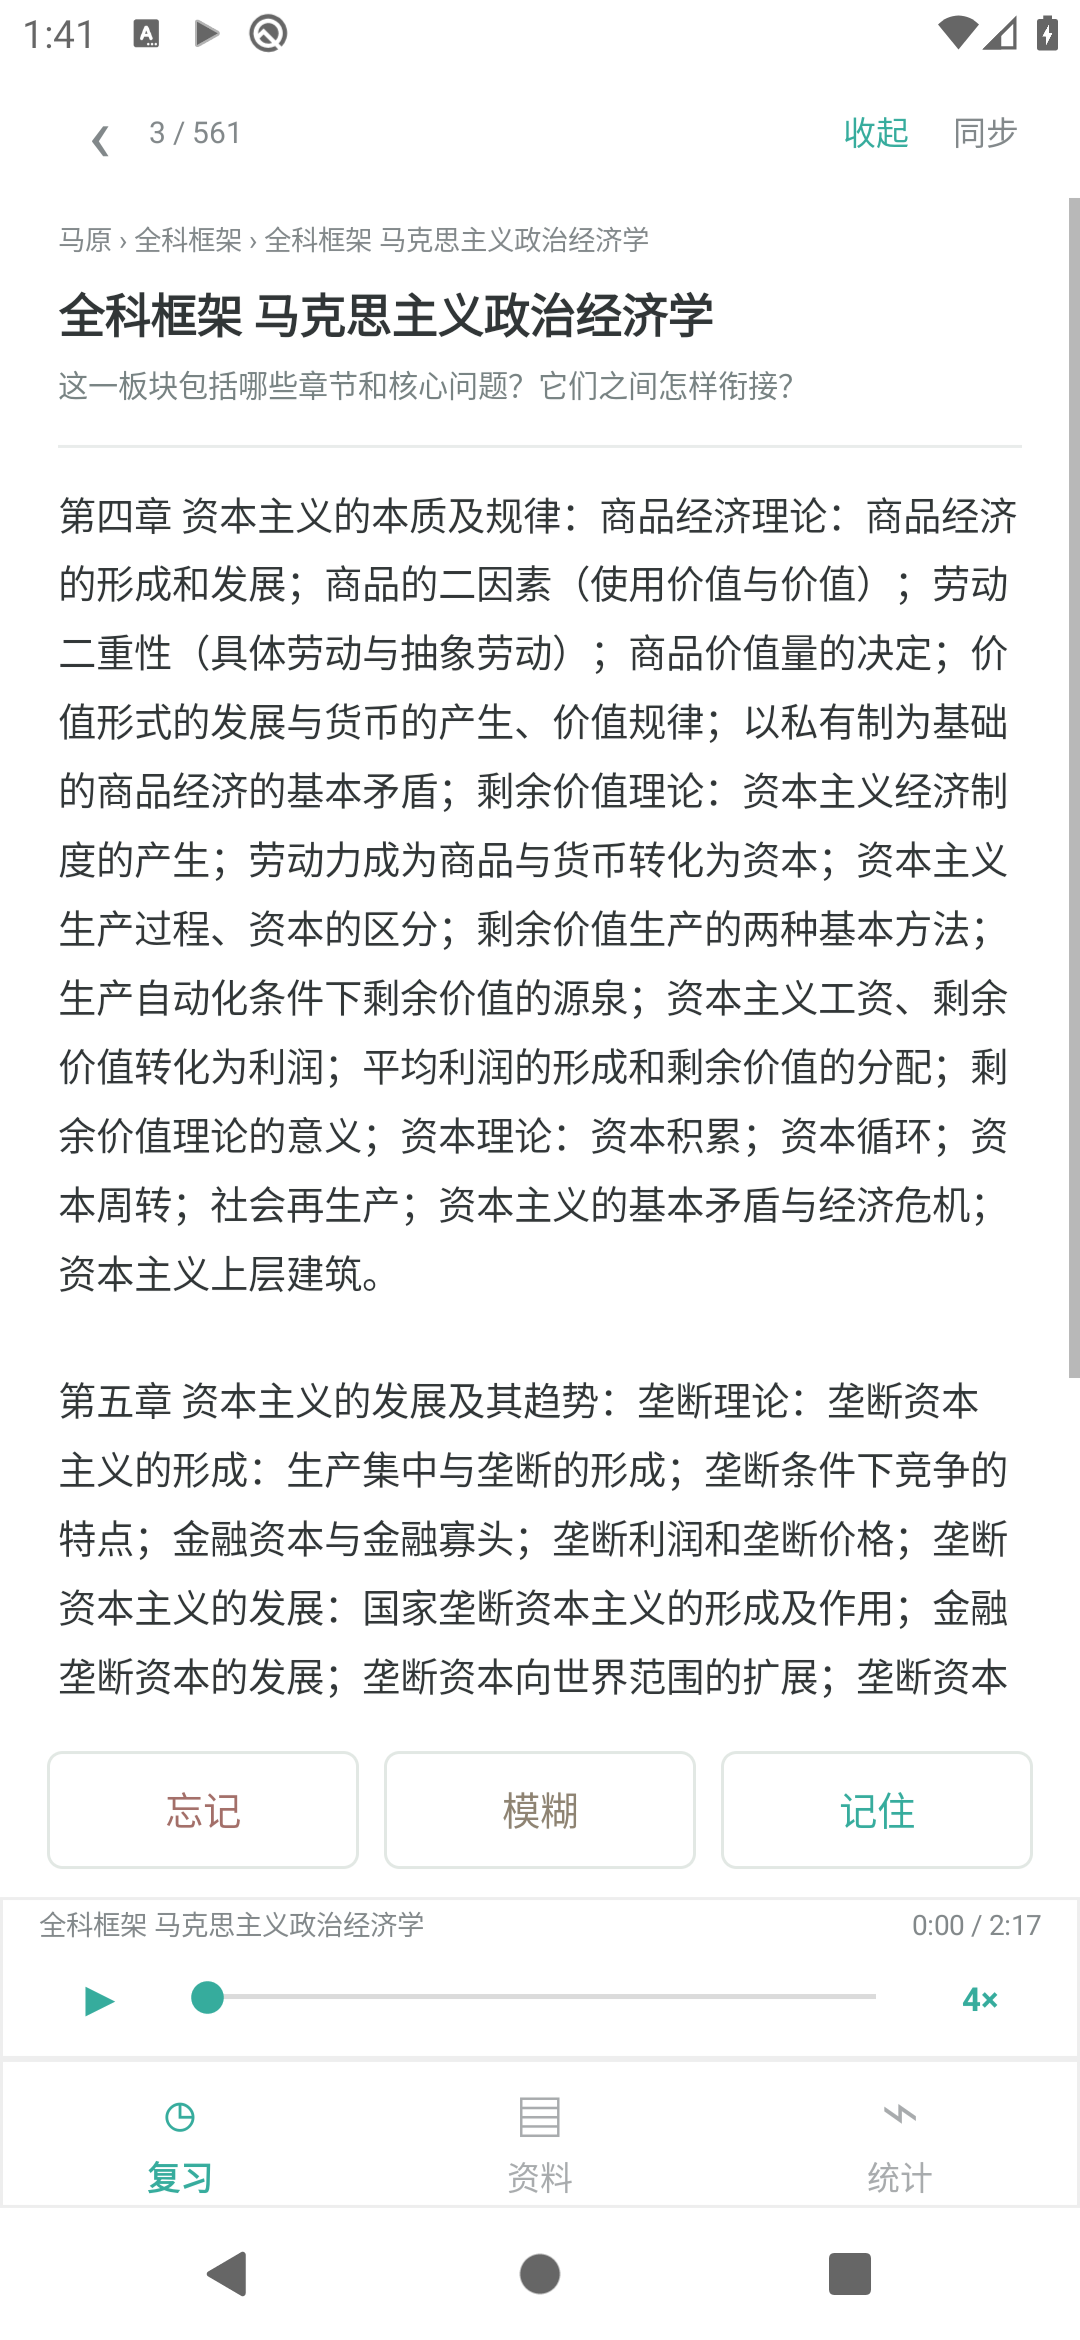 1:41
3 / 561
收起
同步
马原 › 全科框架 › 全科框架 马克思主义政治经济学
全科框架 马克思主义政治经济学
这一板块包括哪些章节和核心问题？它们之间怎样衔接？
第四章 资本主义的本质及规律：商品经济理论：商品经济
的形成和发展；商品的二因素（使用价值与价值）；劳动
二重性（具体劳动与抽象劳动）；商品价值量的决定；价
值形式的发展与货币的产生、价值规律；以私有制为基础
的商品经济的基本矛盾；剩余价值理论：资本主义经济制
度的产生；劳动力成为商品与货币转化为资本；资本主义
生产过程、资本的区分；剩余价值生产的两种基本方法；
生产自动化条件下剩余价值的源泉；资本主义工资、剩余
价值转化为利润；平均利润的形成和剩余价值的分配；剩
余价值理论的意义；资本理论：资本积累；资本循环；资
本周转；社会再生产；资本主义的基本矛盾与经济危机；
资本主义上层建筑。
第五章 资本主义的发展及其趋势：垄断理论：垄断资本
主义的形成：生产集中与垄断的形成；垄断条件下竞争的
特点；金融资本与金融寡头；垄断利润和垄断价格；垄断
资本主义的发展：国家垄断资本主义的形成及作用；金融
垄断资本的发展；垄断资本向世界范围的扩展；垄断资本
忘记
模糊
记住
全科框架 马克思主义政治经济学
0:00 / 2:17
4×
复习
资料
统计